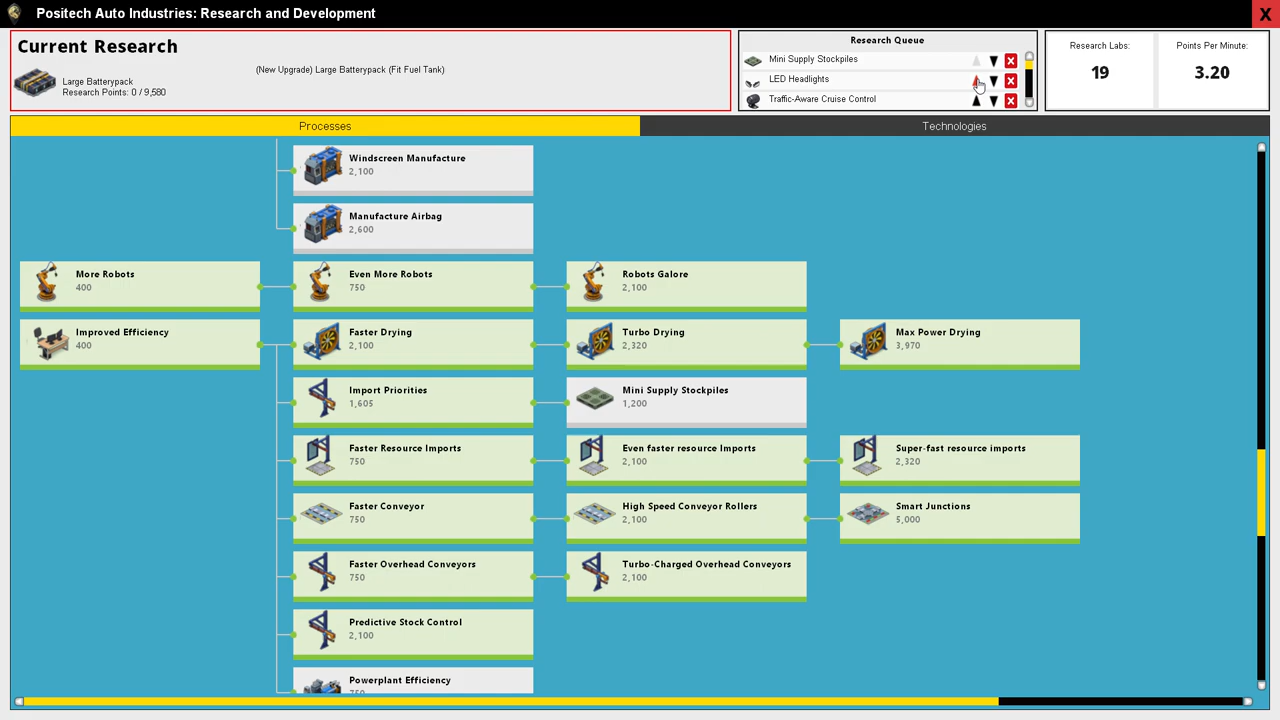 Positech Auto Industries: Research and Development
X
Current Research
(New Upgrade) Large Batterypack (Fit Fuel Tank)
Large Batterypack
Research Points: 0 / 9,580
Research Queue
Mini Supply Stockpiles
LED Headlights
Traffic-Aware Cruise Control
Research Labs:
19
Points Per Minute:
3.20
Processes
Technologies
Windscreen Manufacture
2,100
Manufacture Airbag
2,600
More Robots
400
Even More Robots
750
Robots Galore
2,100
Improved Efficiency
400
Faster Drying
2,100
Turbo Drying
2,320
Max Power Drying
3,970
Import Priorities
1,605
Mini Supply Stockpiles
1,200
Faster Resource Imports
750
Even faster resource Imports
2,100
Super-fast resource imports
2,320
Faster Conveyor
750
High Speed Conveyor Rollers
2,100
Smart Junctions
5,000
Faster Overhead Conveyors
750
Turbo-Charged Overhead Conveyors
2,100
Predictive Stock Control
2,100
Powerplant Efficiency
750